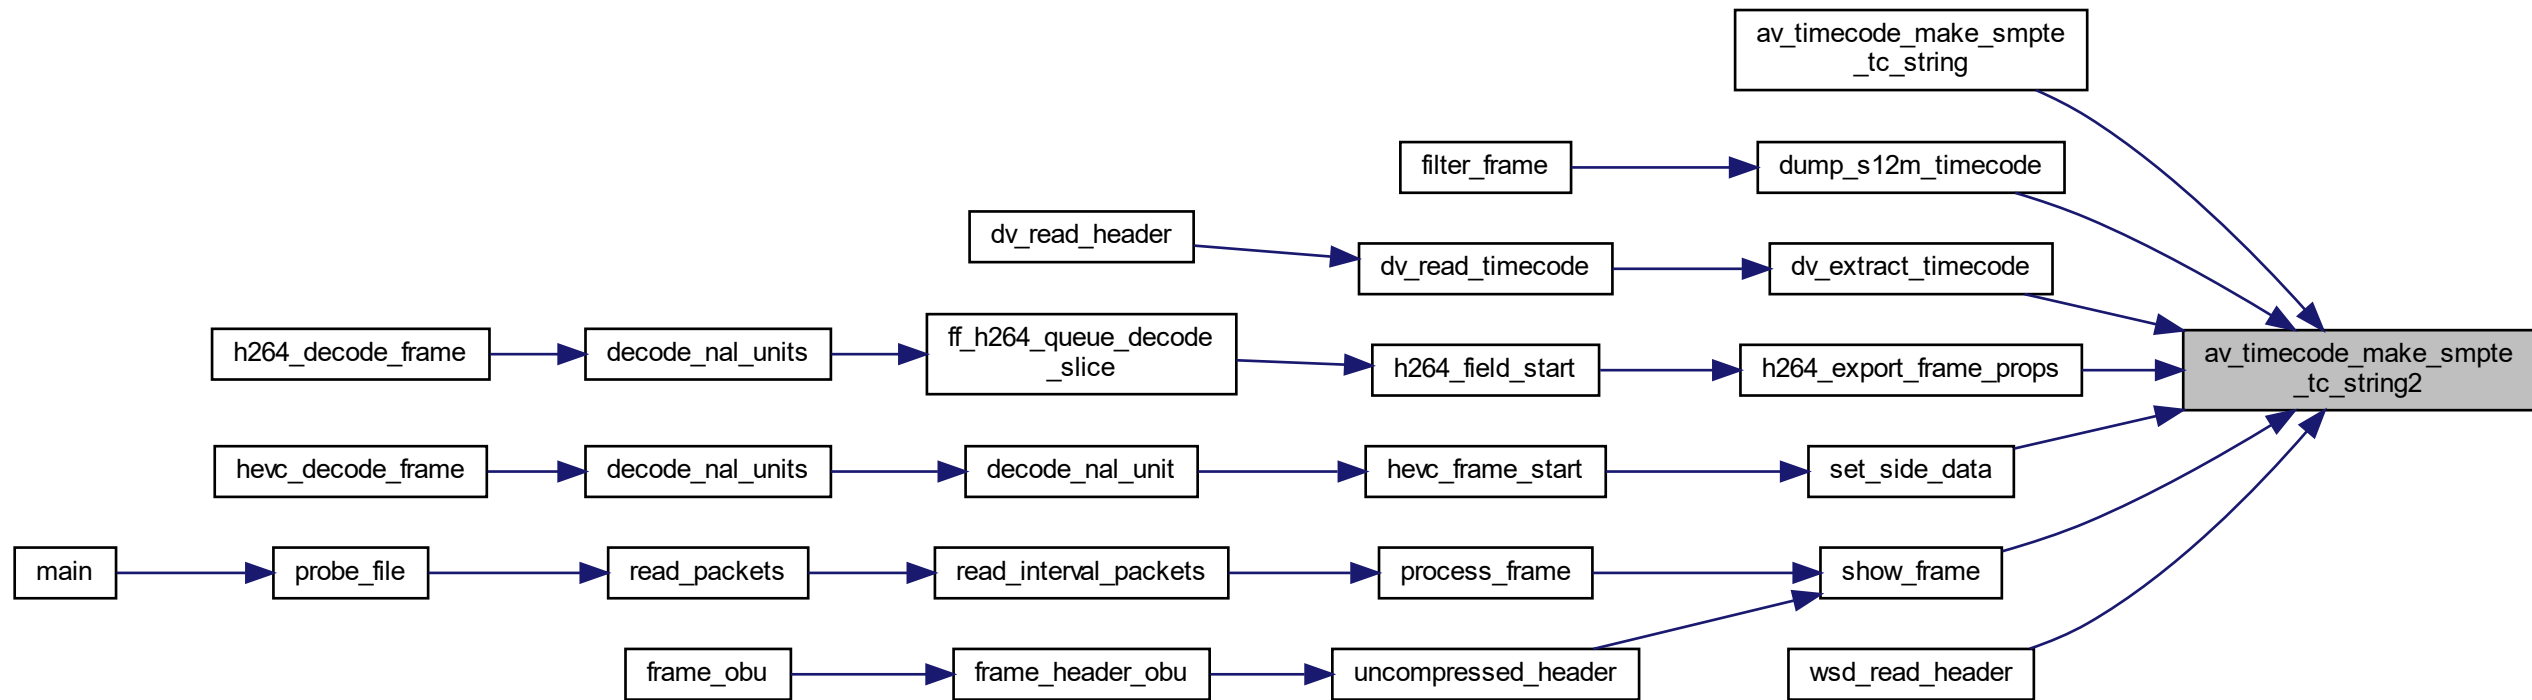 av_timecode_make_smpte
_tc_string
filter_frame
dump_s12m_timecode
dv_read_header
dv_read_timecode
dv_extract_timecode
h264_decode_frame
decode_nal_units
ff_h264_queue_decode
_slice
h264_field_start
h264_export_frame_props
av_timecode_make_smpte
_tc_string2
hevc_decode_frame
decode_nal_units
decode_nal_unit
hevc_frame_start
set_side_data
main
probe_file
read_packets
read_interval_packets
process_frame
show_frame
frame_obu
frame_header_obu
uncompressed_header
wsd_read_header